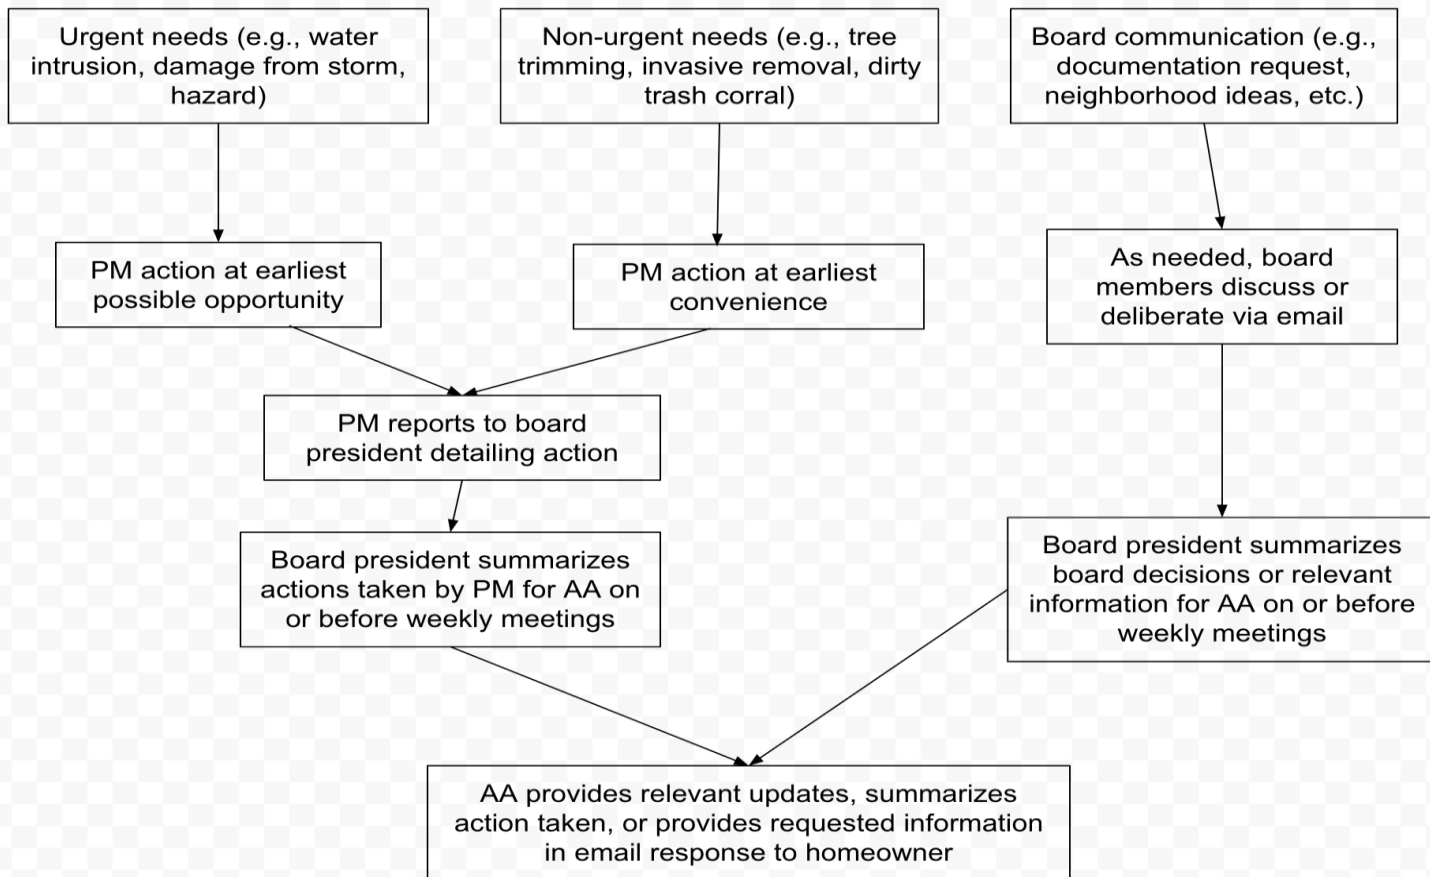 Urgent needs (e.g., water
intrusion, damage from storm,
hazard)
Non-urgent needs (e.g., tree
trimming, invasive removal, dirty
trash corral)
Board communication (e.g.,
documentation request,
neighborhood ideas, etc.)
PM action at earliest
possible opportunity
PM action at earliest
convenience
As needed, board
members discuss or
deliberate via email
PM reports to board
president detailing action
Board president summarizes
actions taken by PM for AA on
or before weekly meetings
Board president summarizes
board decisions or relevant
information for AA on or before
weekly meetings
AA provides relevant updates, summarizes
action taken, or provides requested information
in email response to homeowner